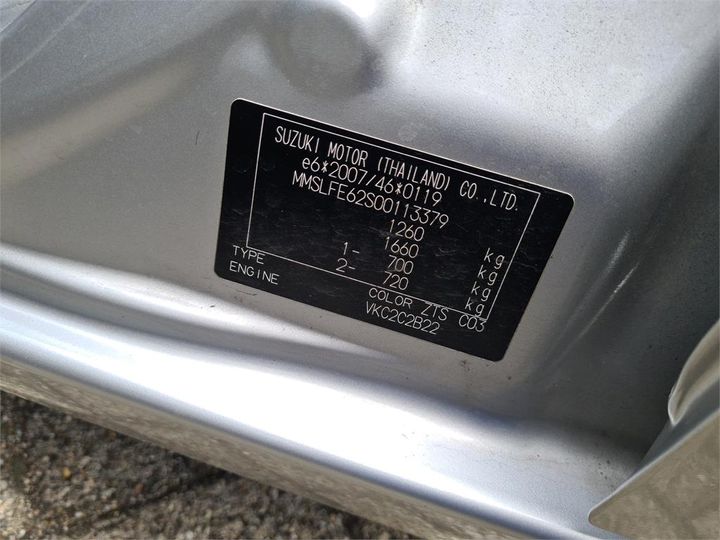 SUZUKI MOTOR (THAILAND) CO.,LTD.
e6*2007/46*0119
MMSLFE62S00113379
1260 kg
1660 kg
1- 700 kg
2- 720 kg
TYPE COLOR ZTS C03
ENGINE VKC2C2B22